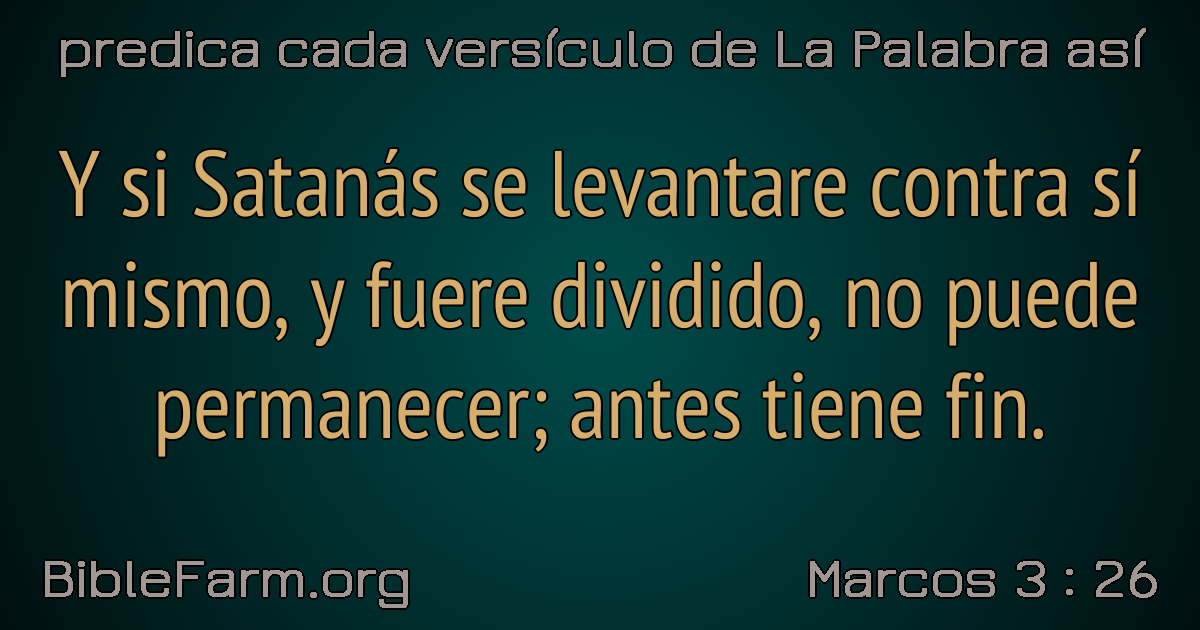 predica cada versículo de La Palabra así
Y si Satanás se levantare contra sí
mismo, y fuere dividido, no puede
permanecer; antes tiene fin.
BibleFarm.org
Marcos 3 : 26